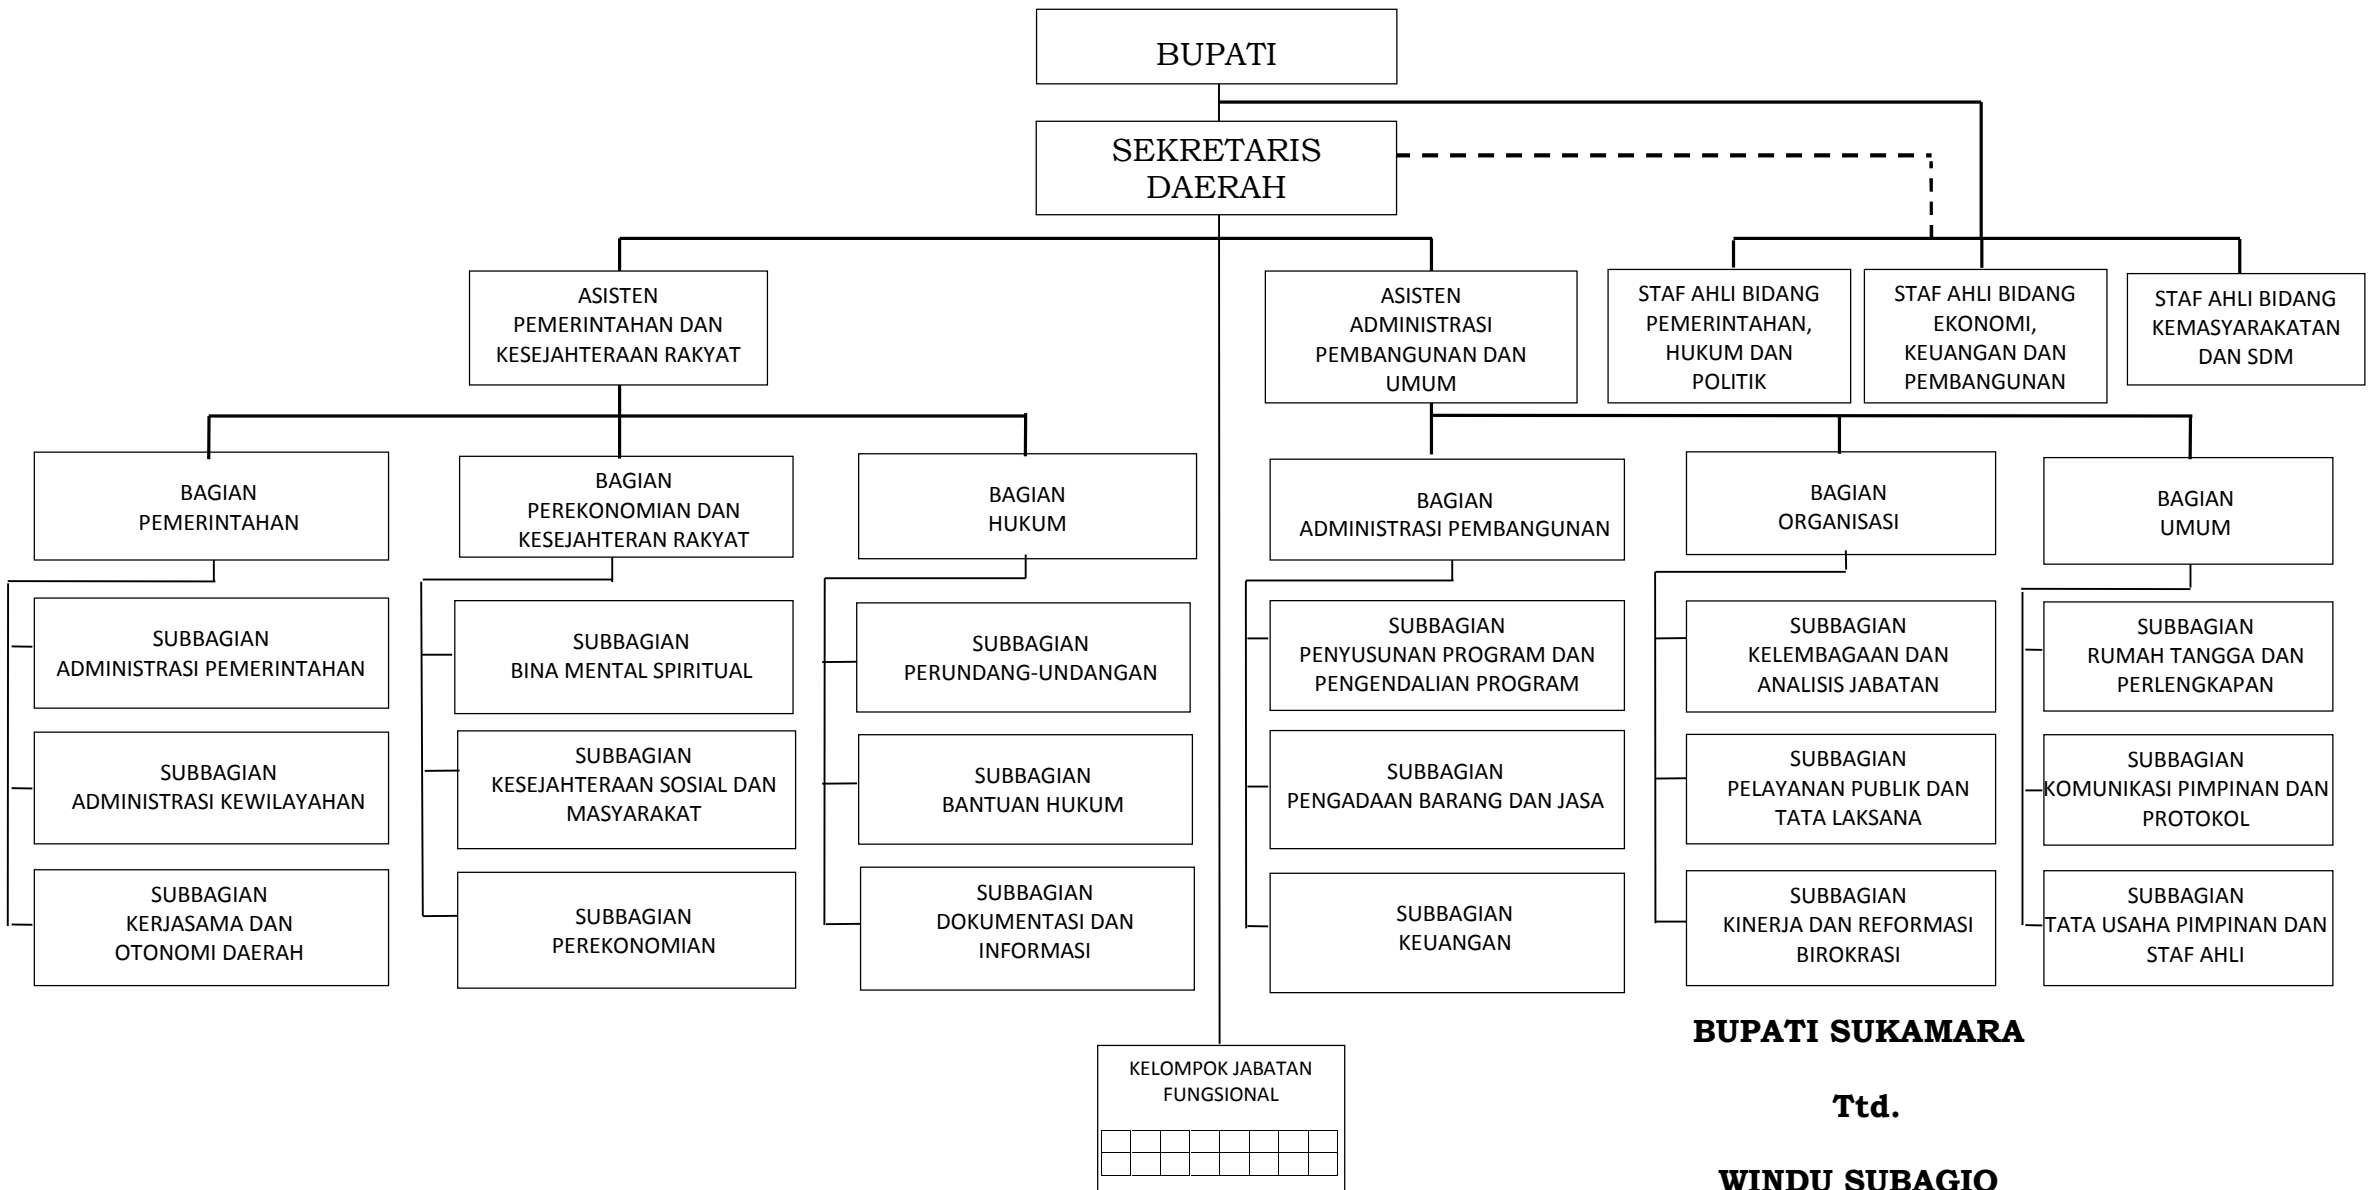 BUPATI
SEKRETARIS
DAERAH
ASISTEN
PEMERINTAHAN DAN
KESEJAHTERAAN RAKYAT
ASISTEN
ADMINISTRASI
PEMBANGUNAN DAN
UMUM
STAF AHLI BIDANG
PEMERINTAHAN,
HUKUM DAN
POLITIK
STAF AHLI BIDANG
EKONOMI,
KEUANGAN DAN
PEMBANGUNAN
STAF AHLI BIDANG
KEMASYARAKATAN
DAN SDM
BAGIAN
PEMERINTAHAN
BAGIAN
PEREKONOMIAN DAN
KESEJAHTERAN RAKYAT
BAGIAN
HUKUM
BAGIAN
ADMINISTRASI PEMBANGUNAN
BAGIAN
ORGANISASI
BAGIAN
UMUM
SUBBAGIAN
ADMINISTRASI PEMERINTAHAN
SUBBAGIAN
BINA MENTAL SPIRITUAL
SUBBAGIAN
PERUNDANG-UNDANGAN
SUBBAGIAN
PENYUSUNAN PROGRAM DAN
PENGENDALIAN PROGRAM
SUBBAGIAN
KELEMBAGAAN DAN
ANALISIS JABATAN
SUBBAGIAN
RUMAH TANGGA DAN
PERLENGKAPAN
SUBBAGIAN
ADMINISTRASI KEWILAYAHAN
SUBBAGIAN
KESEJAHTERAAN SOSIAL DAN
MASYARAKAT
SUBBAGIAN
BANTUAN HUKUM
SUBBAGIAN
PENGADAAN BARANG DAN JASA
SUBBAGIAN
PELAYANAN PUBLIK DAN
TATA LAKSANA
SUBBAGIAN
KOMUNIKASI PIMPINAN DAN
PROTOKOL
SUBBAGIAN
KERJASAMA DAN
OTONOMI DAERAH
SUBBAGIAN
PEREKONOMIAN
SUBBAGIAN
DOKUMENTASI DAN
INFORMASI
SUBBAGIAN
KEUANGAN
SUBBAGIAN
KINERJA DAN REFORMASI
BIROKRASI
SUBBAGIAN
TATA USAHA PIMPINAN DAN
STAF AHLI
KELOMPOK JABATAN
FUNGSIONAL
BUPATI SUKAMARA
Ttd.
WINDU SUBAGIO